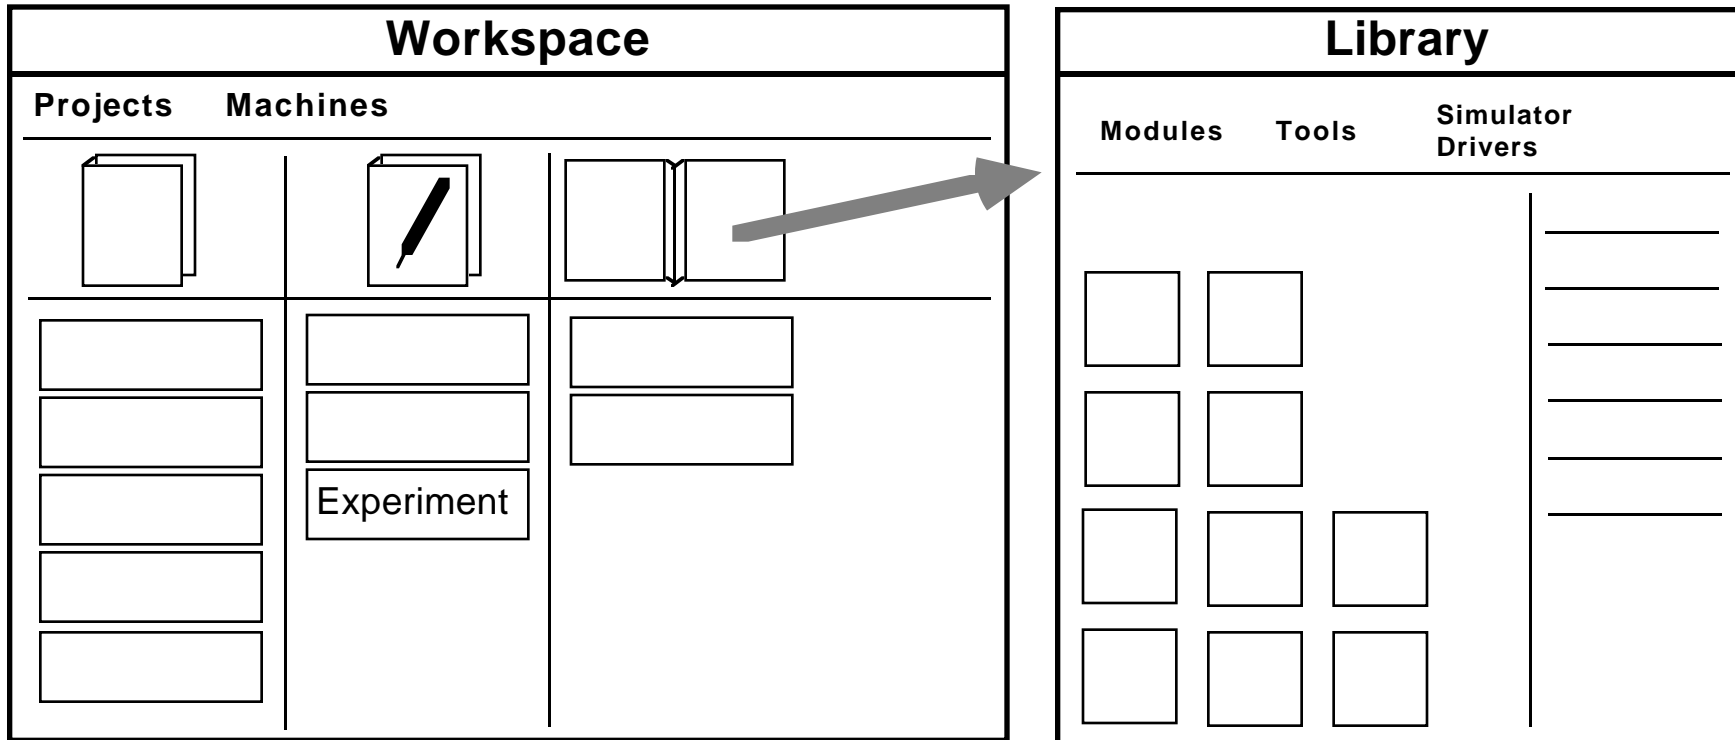 Workspace
Projects Machines
Experiment
Library
Modules Tools Simulator
Drivers